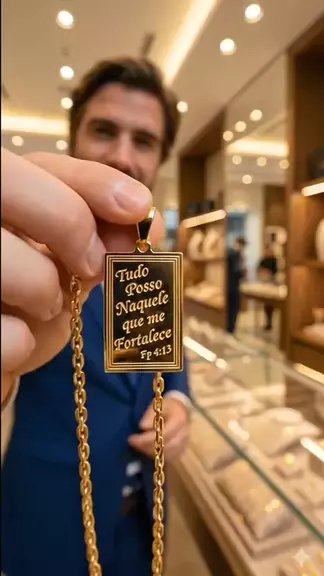 Tudo
Posso
Naquele
que me
Fortalece
Fp 4:13